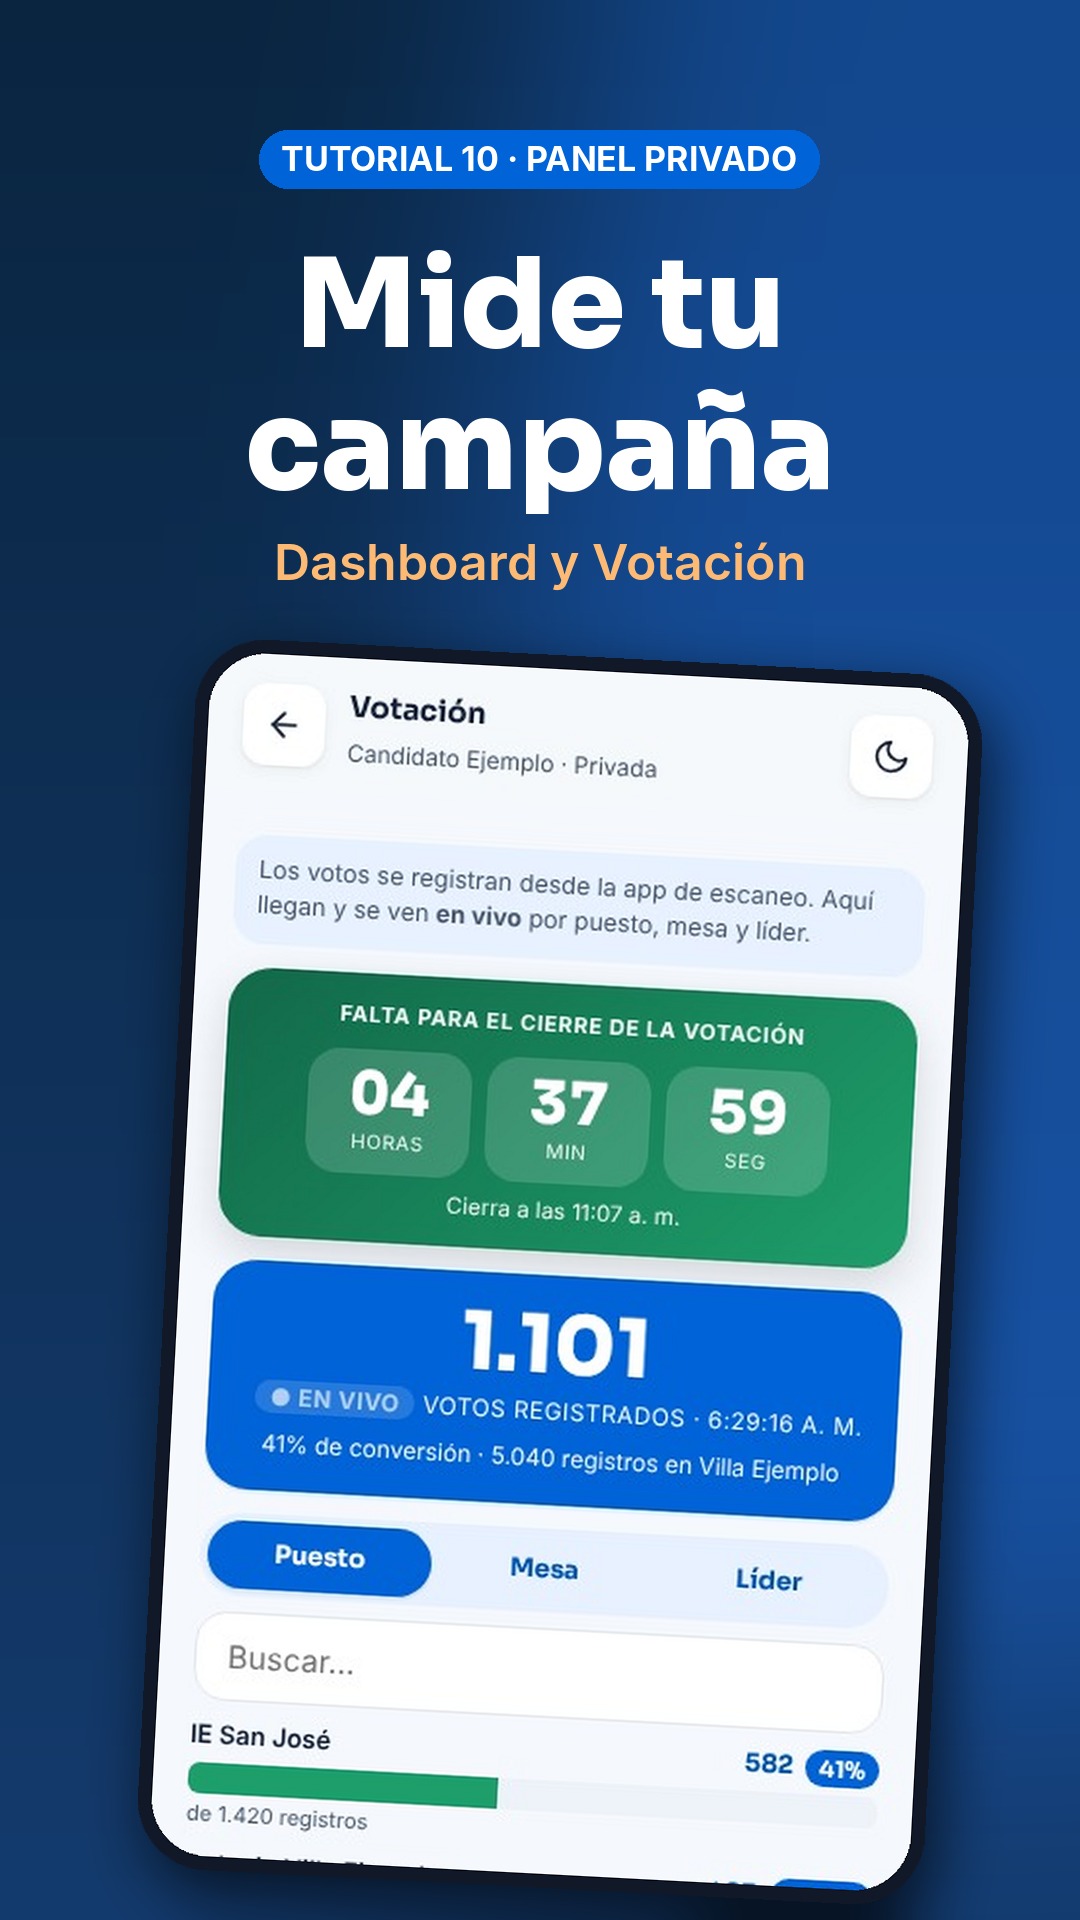 TUTORIAL 10 · PANEL PRIVADO
Mide tu
campaña
Dashboard y Votación
Votación
Candidato Ejemplo · Privada
Los votos se registran desde la app de escaneo. Aquí
llegan y se ven en vivo por puesto, mesa y líder.
FALTA PARA EL CIERRE DE LA VOTACIÓN
04 37 59
HORAS MIN SEG
Cierra a las 11:07 a. m.
1.101
EN VIVO VOTOS REGISTRADOS · 6:29:16 A. M.
41% de conversión · 5.040 registros en Villa Ejemplo
Puesto Mesa Líder
Buscar...
IE San José 582 41%
de 1.420 registros